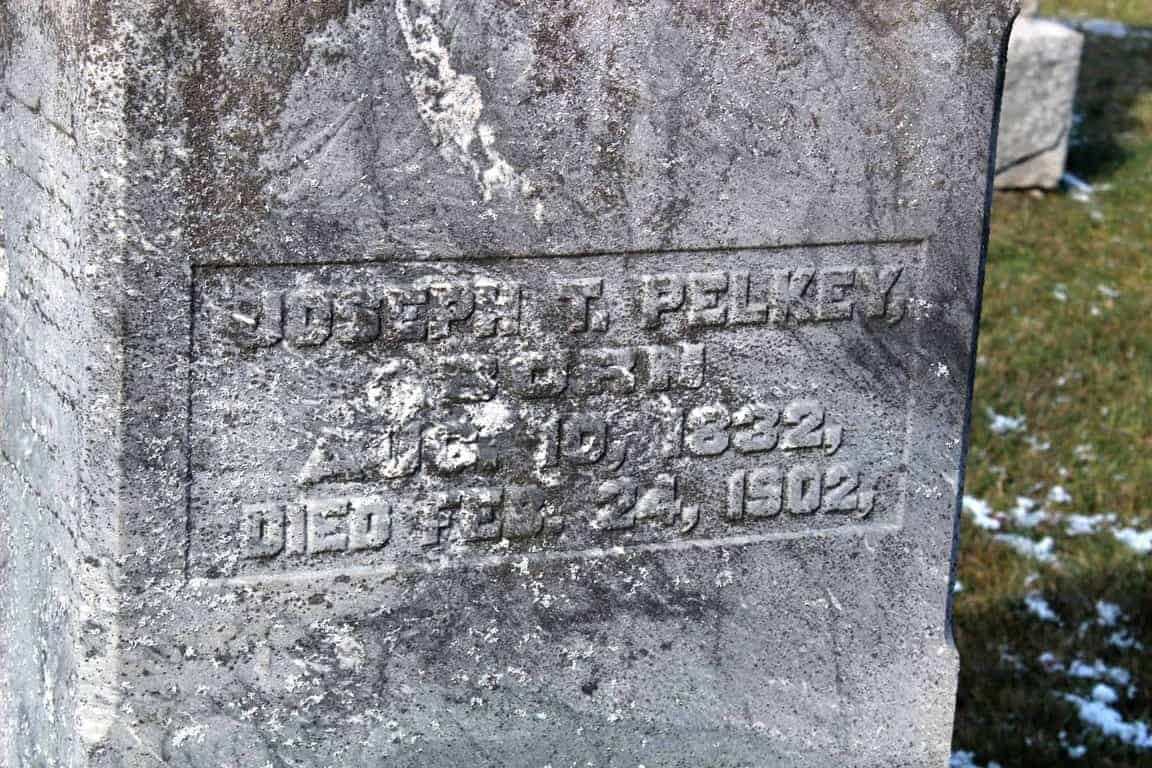 JOSEPH T. PELKEY,
BORN
AUG. 10, 1832,
DIED FEB. 24, 1902,